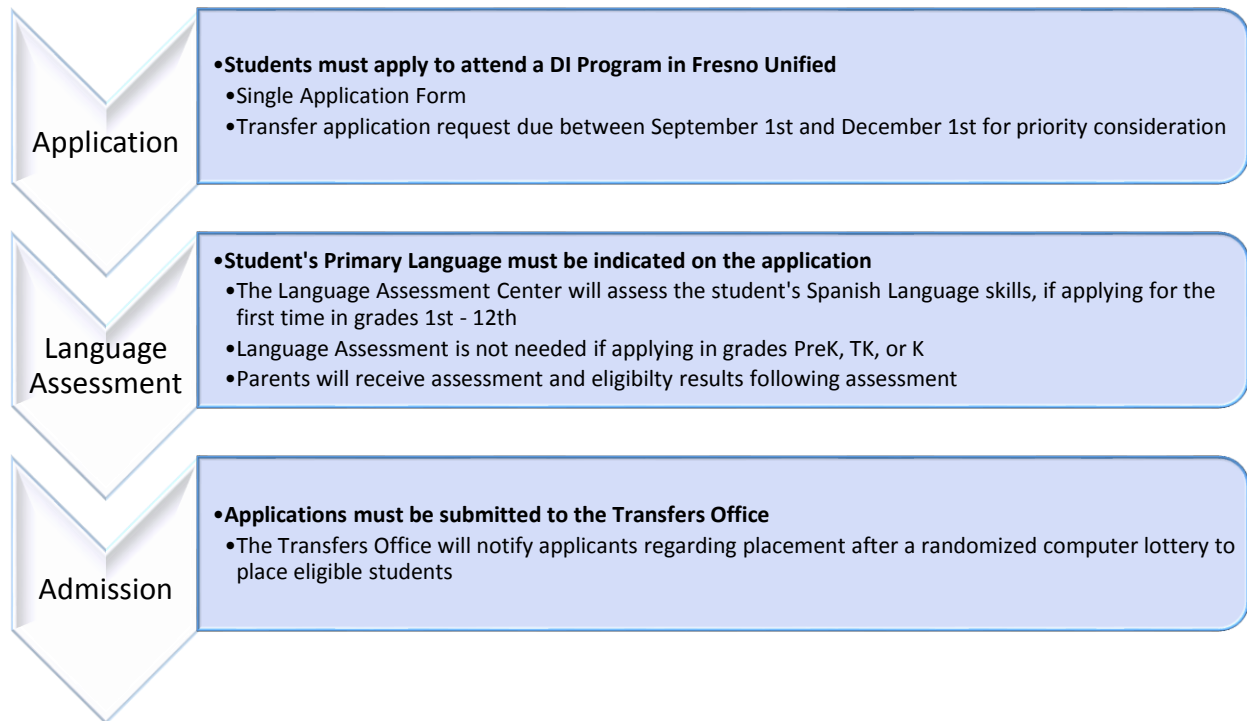 Application
•Students must apply to attend a DI Program in Fresno Unified
•Single Application Form
•Transfer application request due between September 1st and December 1st for priority consideration
Language
Assessment
•Student's Primary Language must be indicated on the application
•The Language Assessment Center will assess the student's Spanish Language skills, if applying for the
first time in grades 1st - 12th
•Language Assessment is not needed if applying in grades PreK, TK, or K
•Parents will receive assessment and eligibilty results following assessment
Admission
•Applications must be submitted to the Transfers Office
•The Transfers Office will notify applicants regarding placement after a randomized computer lottery to
place eligible students